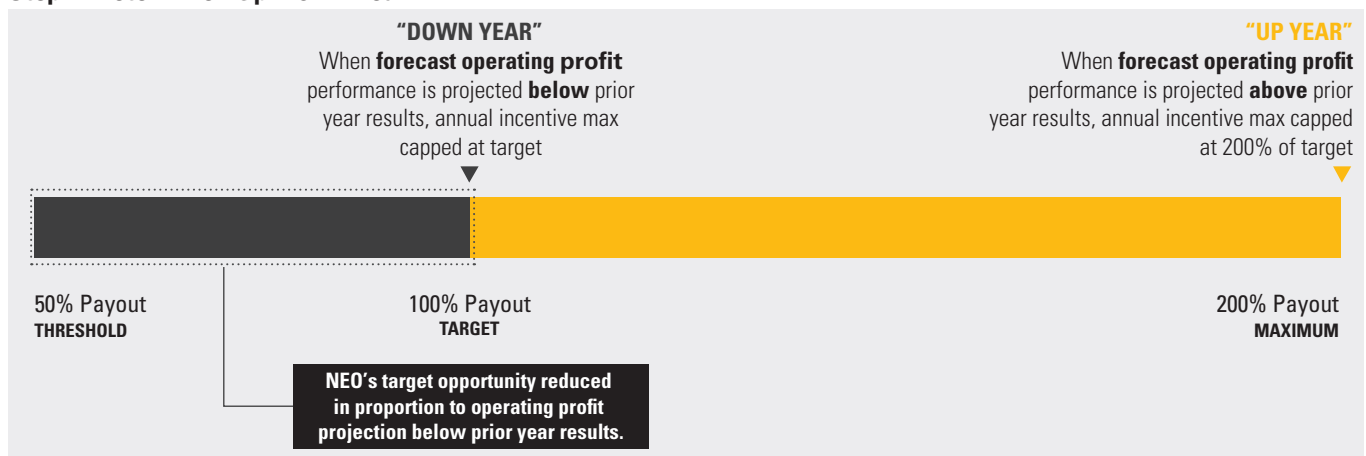 “DOWN YEAR”
When forecast operating profit
performance is projected below prior
year results, annual incentive max
capped at target
“UP YEAR”
When forecast operating profit
performance is projected above prior
year results, annual incentive max capped
at 200% of target
50% Payout
THRESHOLD
100% Payout
TARGET
200% Payout
MAXIMUM
NEO’s target opportunity reduced
in proportion to operating profit
projection below prior year results.